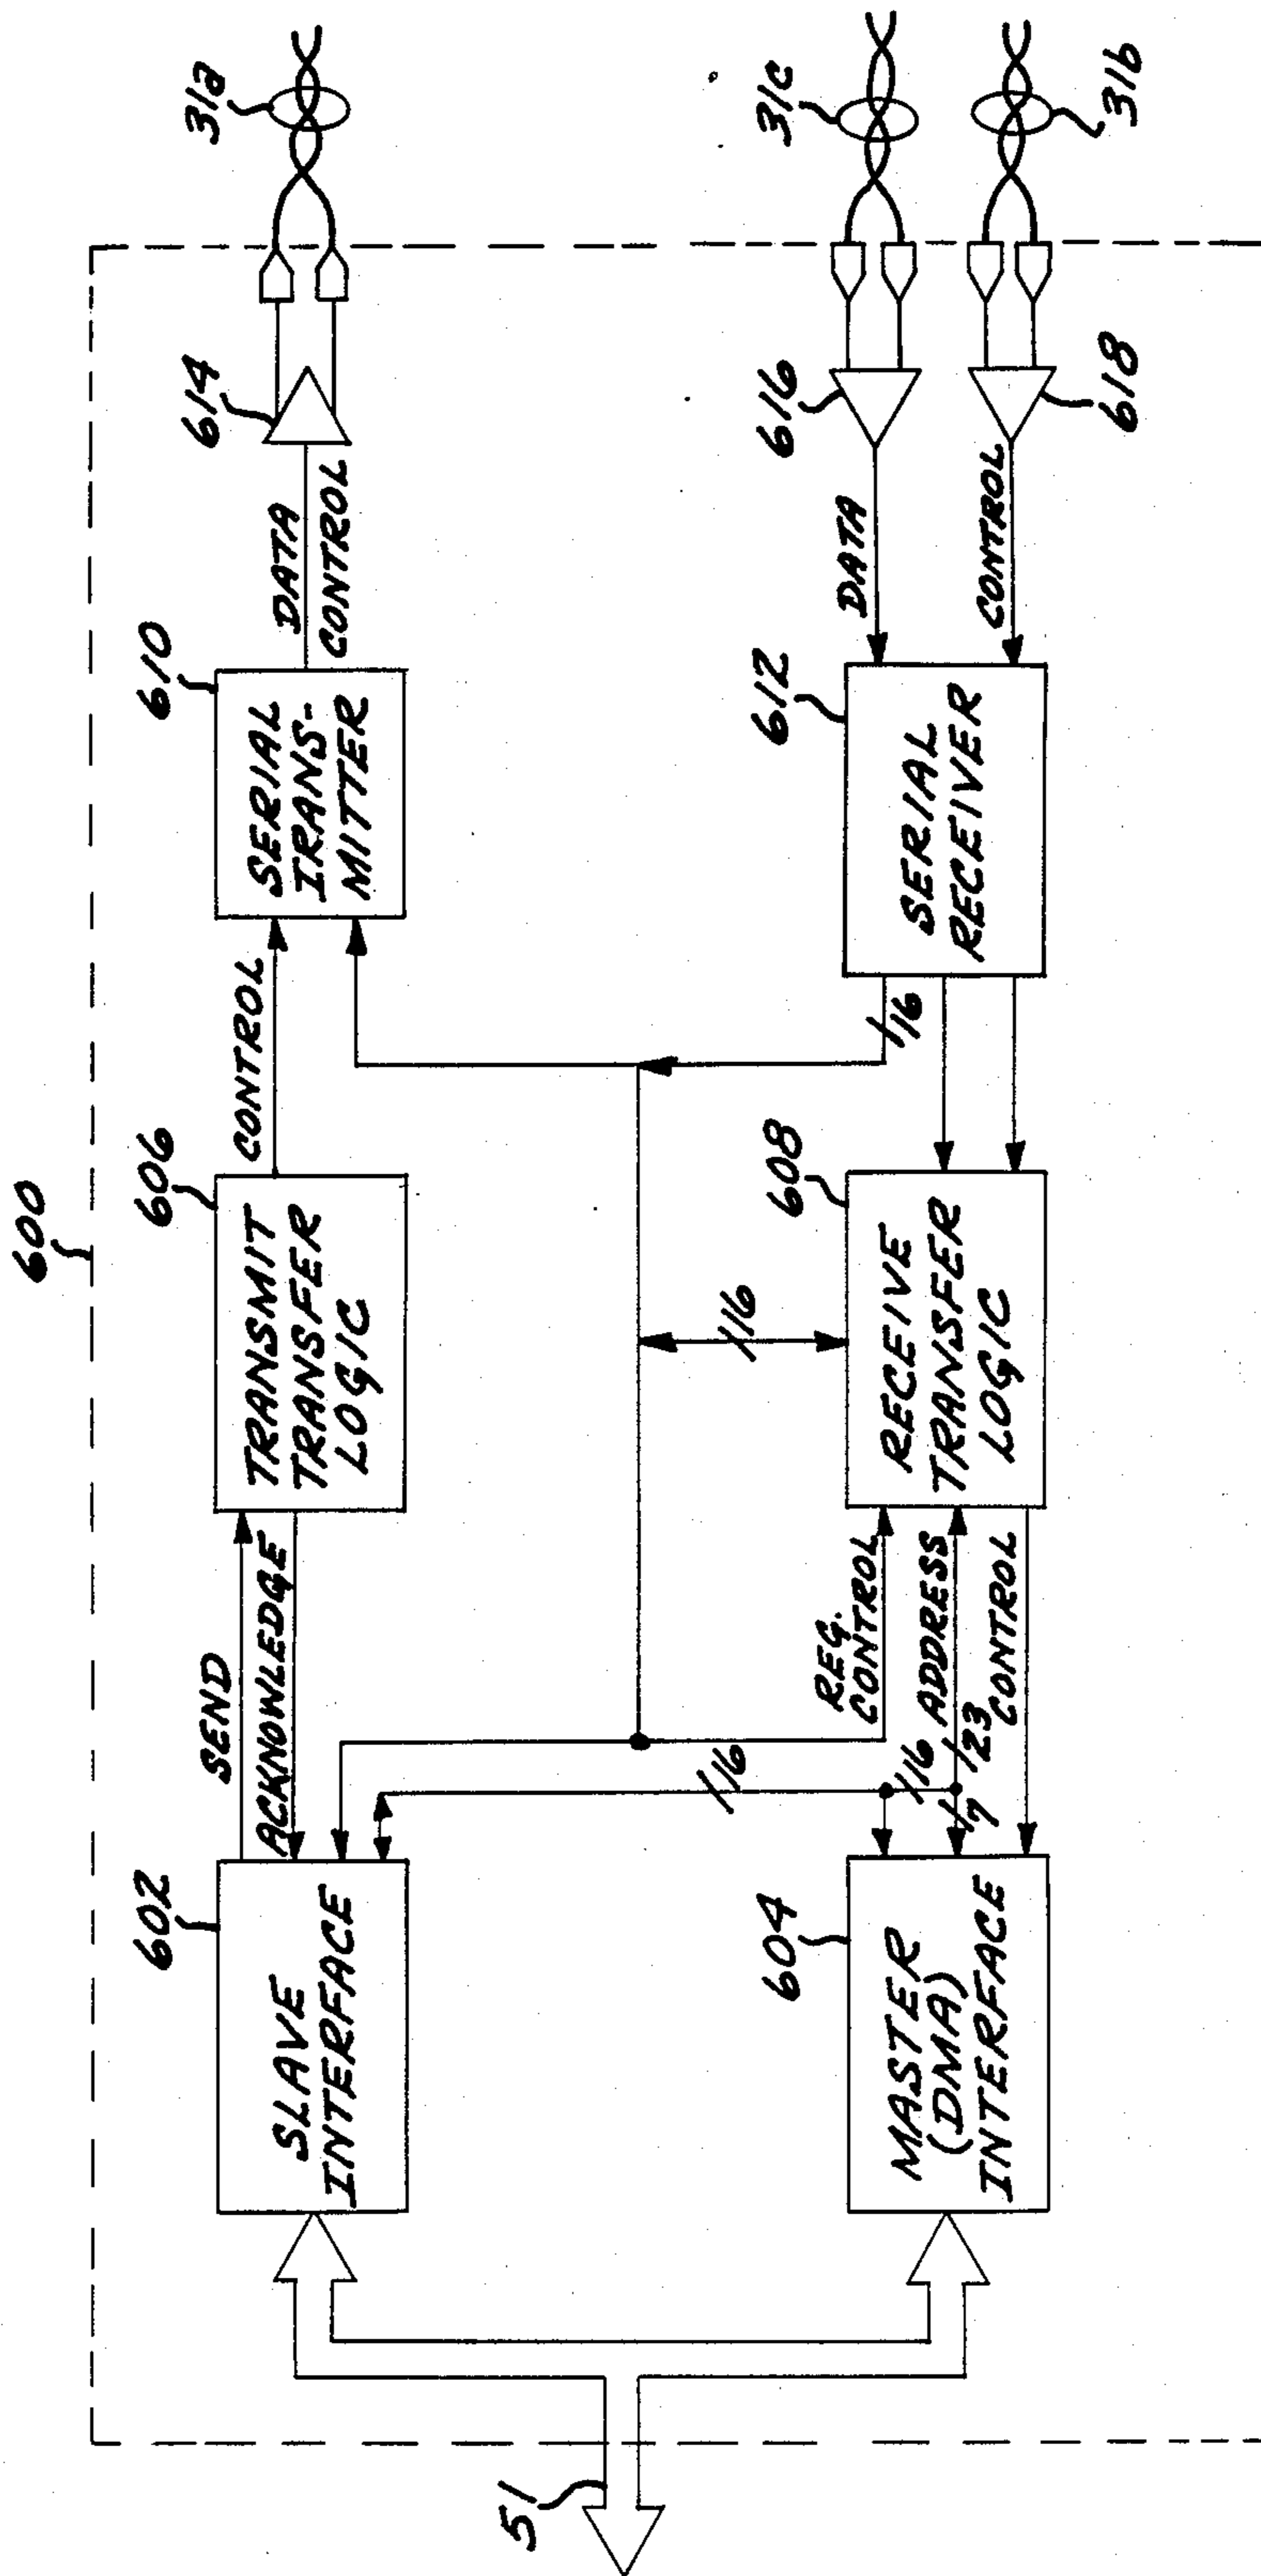 600
602
SLAVE
INTERFACE
SEND
ACKNOWLEDGE
606
TRANSMIT
TRANSFER
LOGIC
CONTROL
610
SERIAL
TRANS-
MITTER
DATA
CONTROL
614
31a
51
16
16
16
604
MASTER
(DMA)
INTERFACE
REG.
CONTROL
16 ADDRESS
7 23
CONTROL
608
RECEIVE
TRANSFER
LOGIC
612
SERIAL
RECEIVER
DATA
CONTROL
616
618
31c
31b